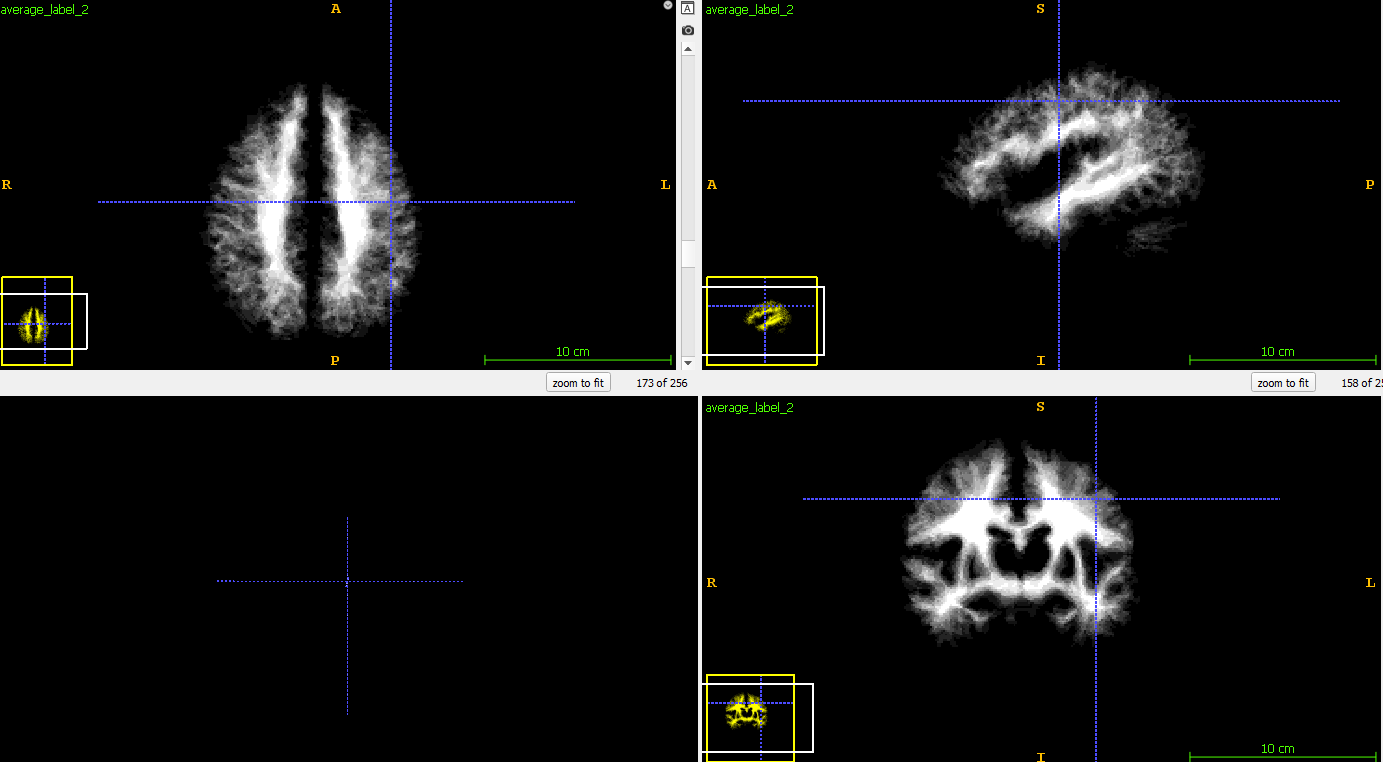 average_label_2
A
R
L
P
10 cm
zoom to fit
173 of 256
A
average_label_2
S
A
P
I
10 cm
zoom to fit
158 of
average_label_2
S
R
L
I
10 cm